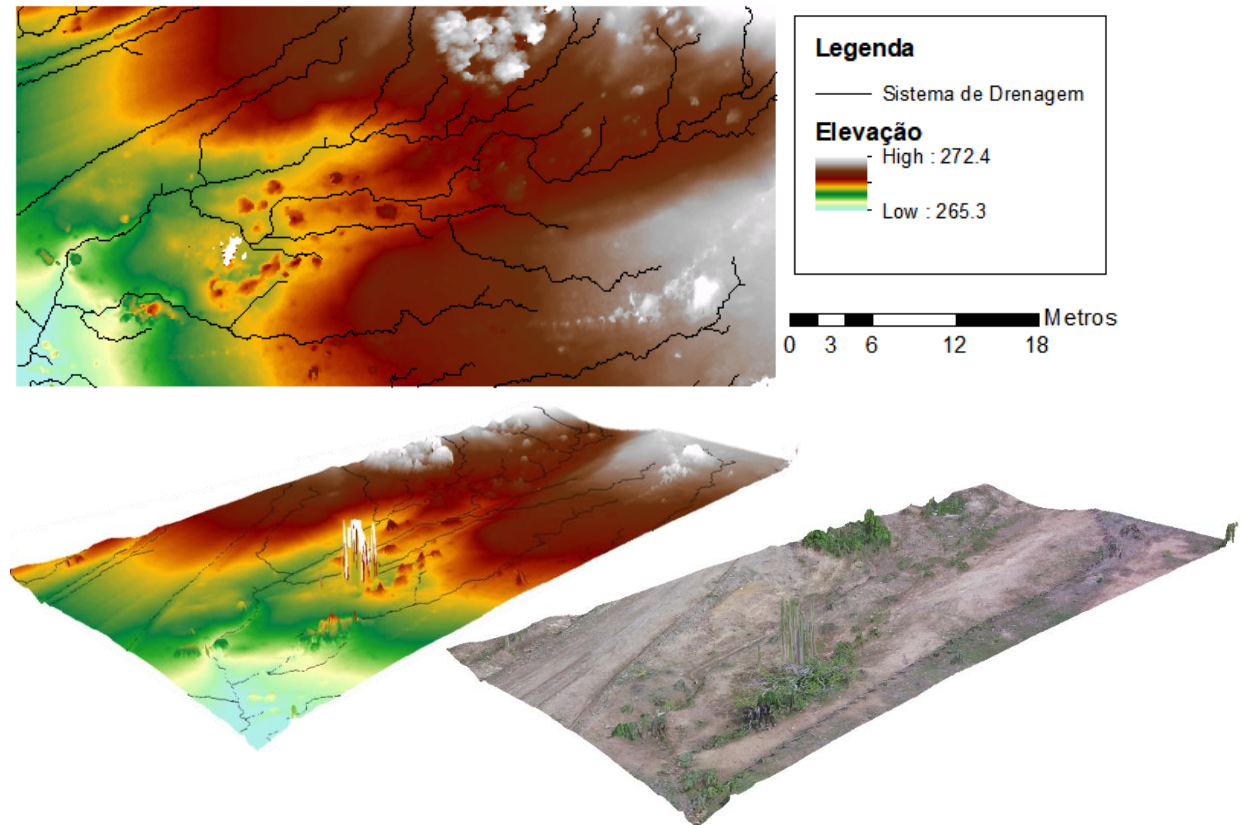 Legenda
Sistema de Drenagem
Elevação
High : 272.4
Low : 265.3
Metros
0 3 6 12 18